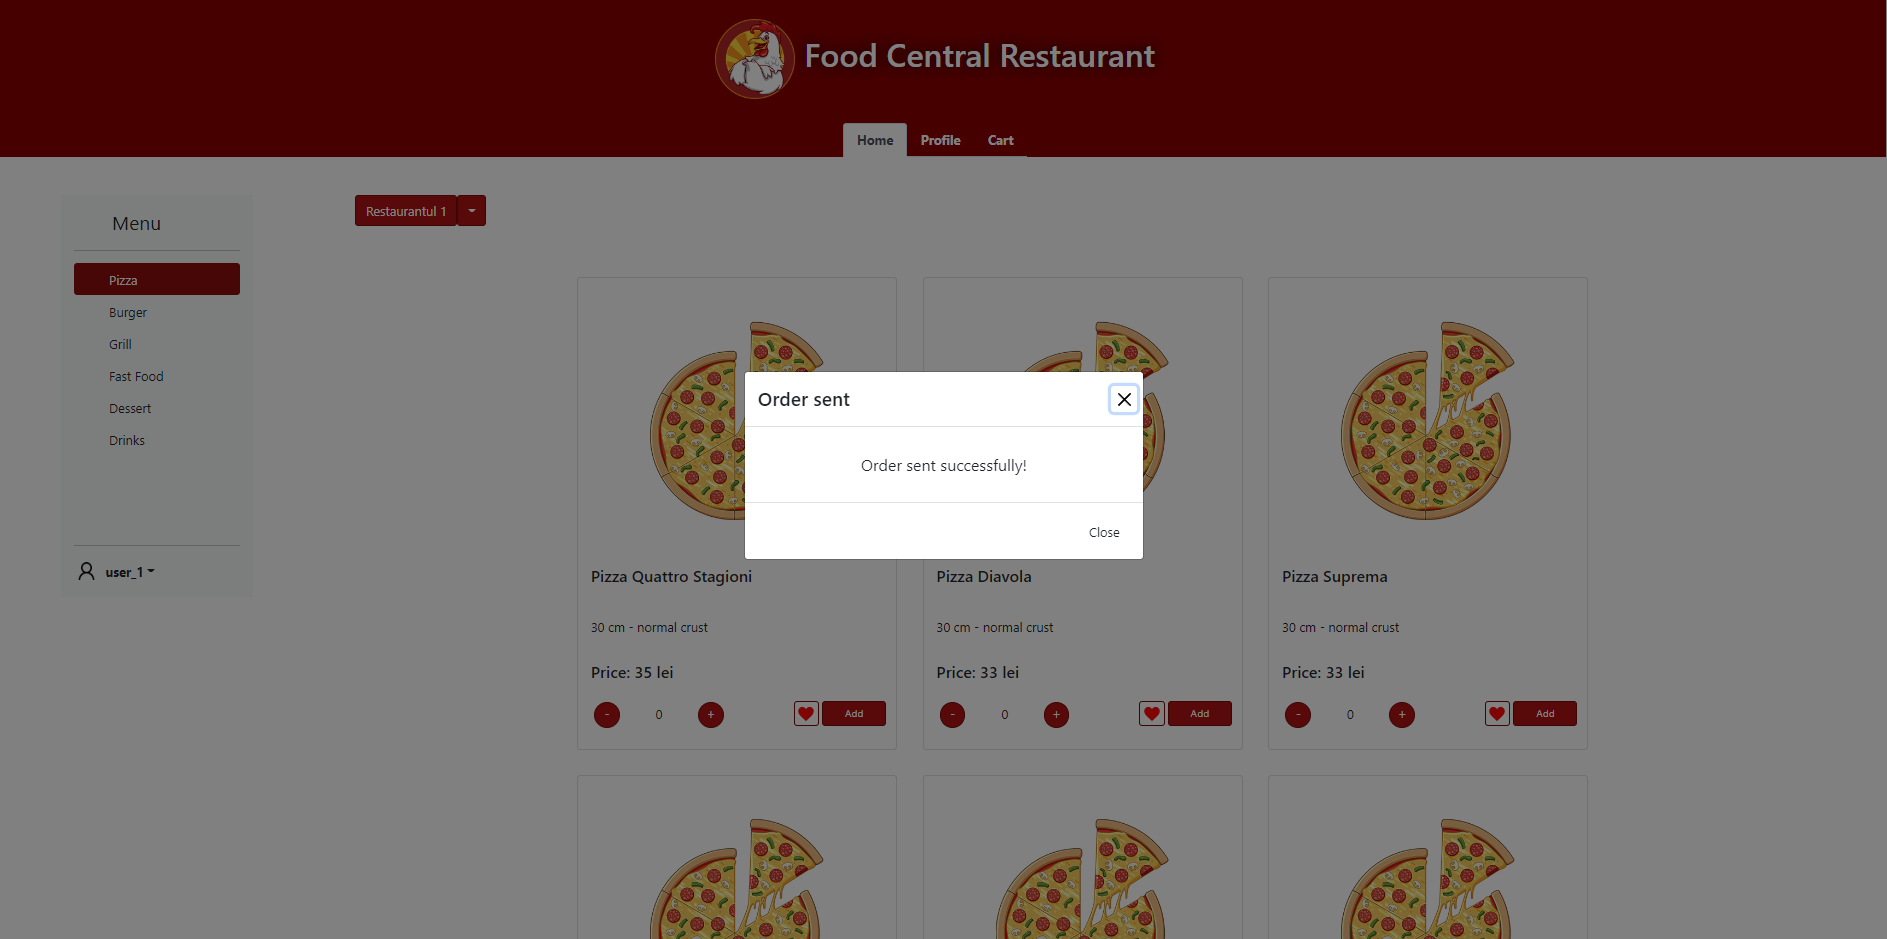 Food Central Restaurant
Home Profile Cart
Menu
Pizza
Burger
Grill
Fast Food
Dessert
Drinks
user_1
Restaurantul 1
Order sent
Order sent successfully!
Close
Pizza Quattro Stagioni
30 cm - normal crust
Price: 35 lei
- 0 + Add
Pizza Diavola
30 cm - normal crust
Price: 33 lei
- 0 + Add
Pizza Suprema
30 cm - normal crust
Price: 33 lei
- 0 + Add